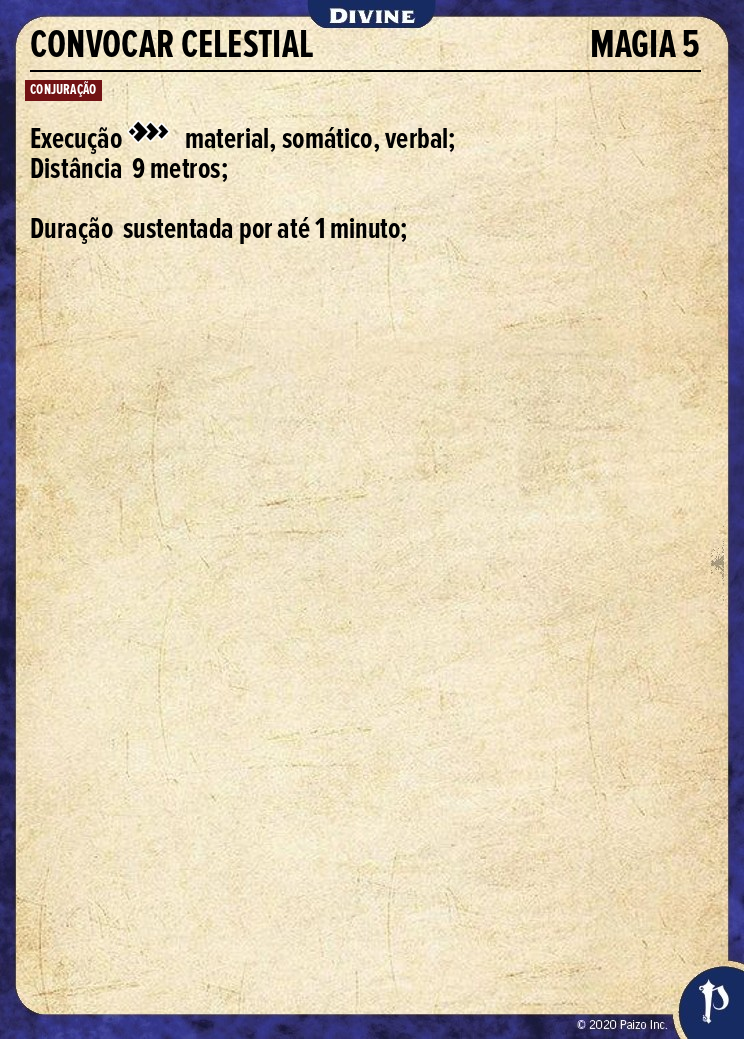 DIVINE
CONVOCAR CELESTIAL MAGIA 5
CONJURAÇÃO
Execução material, somático, verbal;
Distância 9 metros;
Duração sustentada por até 1 minuto;
© 2020 Paizo Inc.